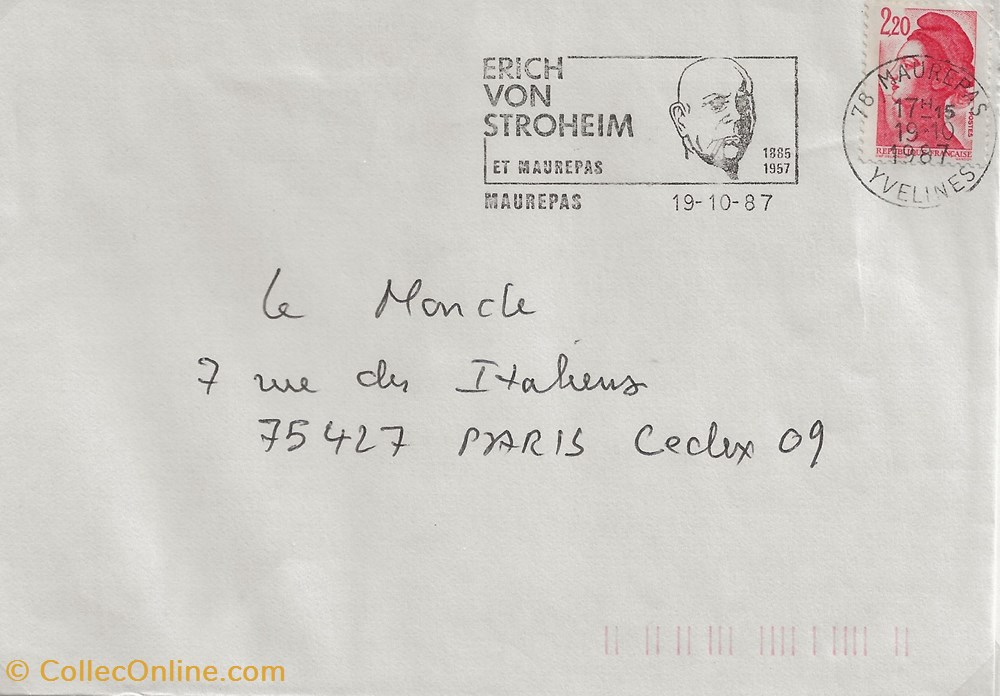 ERICH
VON
STROHEIM
ET MAUREPAS
1885
1957
MAUREPAS 19-10-87
2,20
POSTES
REPUBLIQUE FRANÇAISE
78 MAUREPAS
17H15
19-10
1987
YVELINES
Le Monde
7 rue des Italiens
75427 PARIS Cedex 09
© CollecOnline.com